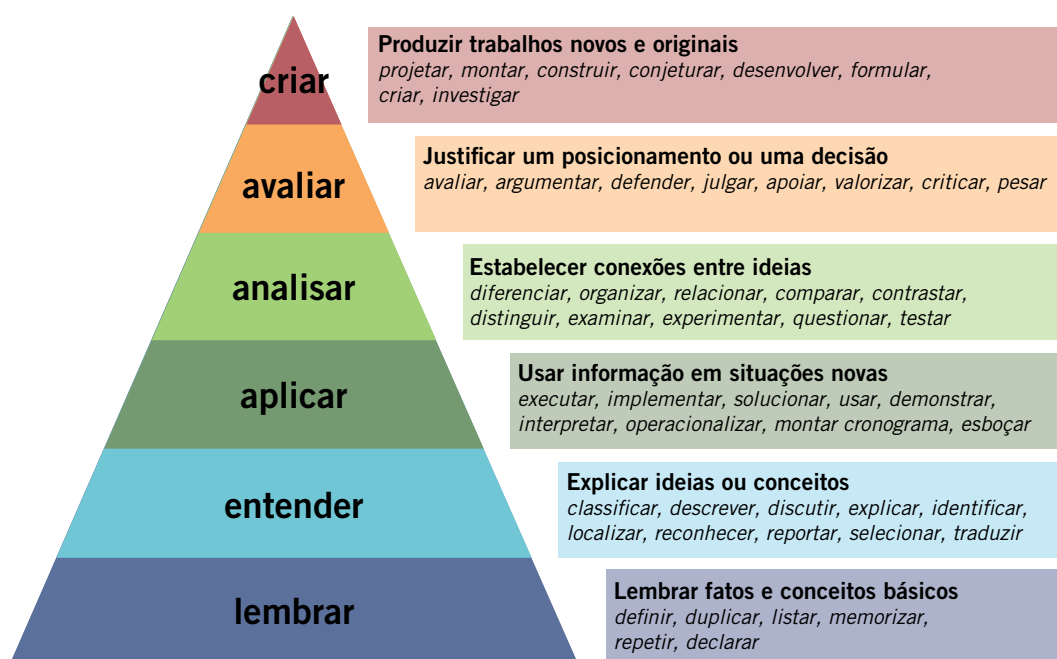 criar
Produzir trabalhos novos e originais
projetar, montar, construir, conjeturar, desenvolver, formular,
criar, investigar
avaliar
Justificar um posicionamento ou uma decisão
avaliar, argumentar, defender, julgar, apoiar, valorizar, criticar, pesar
analisar
Estabelecer conexões entre ideias
diferenciar, organizar, relacionar, comparar, contrastar,
distinguir, examinar, experimentar, questionar, testar
aplicar
Usar informação em situações novas
executar, implementar, solucionar, usar, demonstrar,
interpretar, operacionalizar, montar cronograma, esboçar
entender
Explicar ideias ou conceitos
classificar, descrever, discutir, explicar, identificar,
localizar, reconhecer, reportar, selecionar, traduzir
lembrar
Lembrar fatos e conceitos básicos
definir, duplicar, listar, memorizar,
repetir, declarar